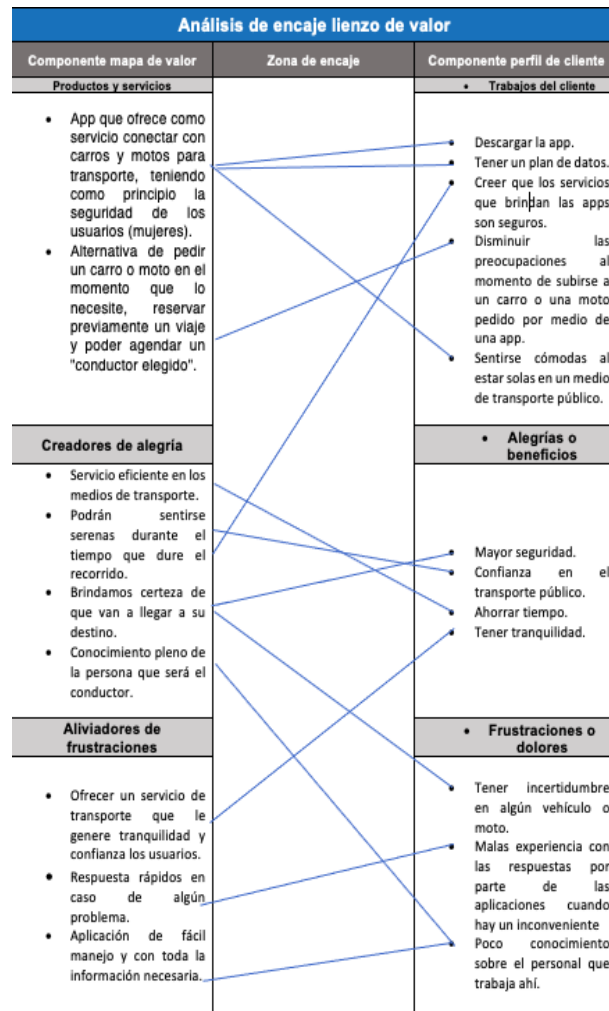 Análisis de encaje lienzo de valor
Componente mapa de valor
Zona de encaje
Componente perfil de cliente
Productos y servicios
• Trabajos del cliente
• App que ofrece como
servicio conectar con
carros y motos para
transporte, teniendo
como principio la
seguridad de los
usuarios (mujeres).
• Alternativa de pedir
un carro o moto en el
momento que lo
necesite, reservar
previamente un viaje
y poder agendar un
"conductor elegido".
• Descargar la app.
• Tener un plan de datos.
• Creer que los servicios
que brindan las apps
son seguros.
• Disminuir las
preocupaciones al
momento de subirse a
un carro o una moto
pedido por medio de
una app.
• Sentirse cómodas al
estar solas en un medio
de transporte público.
Creadores de alegría
• Alegrías o
beneficios
• Servicio eficiente en los
medios de transporte.
• Podrán sentirse
serenas durante el
tiempo que dure el
recorrido.
• Brindamos certeza de
que van a llegar a su
destino.
• Conocimiento pleno de
la persona que será el
conductor.
• Mayor seguridad.
• Confianza en el
transporte público.
• Ahorrar tiempo.
• Tener tranquilidad.
Aliviadores de
frustraciones
• Frustraciones o
dolores
• Ofrecer un servicio de
transporte que le
genere tranquilidad y
confianza los usuarios.
• Respuesta rápidos en
caso de algún
problema.
• Aplicación de fácil
manejo y con toda la
información necesaria.
• Tener incertidumbre
en algún vehículo o
moto.
• Malas experiencia con
las respuestas por
parte de las
aplicaciones cuando
hay un inconveniente
• Poco conocimiento
sobre el personal que
trabaja ahí.